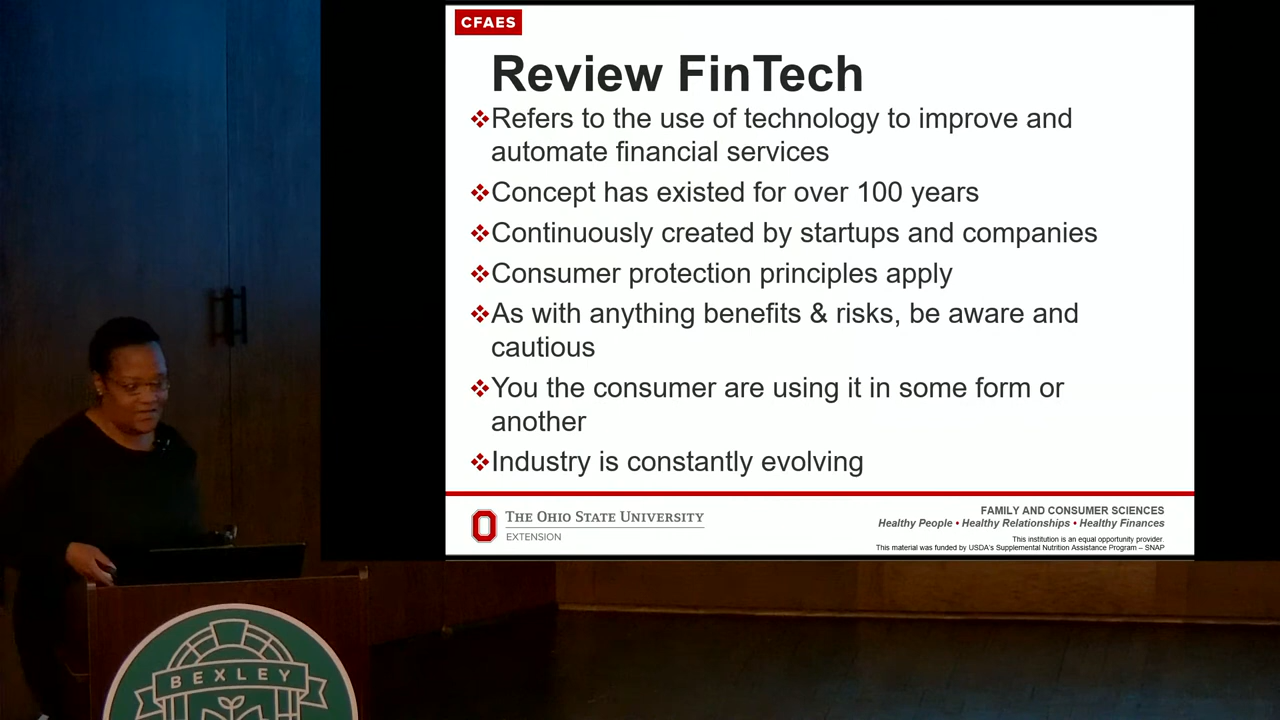 CFAES
Review FinTech
❖Refers to the use of technology to improve and
automate financial services
❖Concept has existed for over 100 years
❖Continuously created by startups and companies
❖Consumer protection principles apply
❖As with anything benefits & risks, be aware and
cautious
❖You the consumer are using it in some form or
another
❖Industry is constantly evolving
THE OHIO STATE UNIVERSITY
EXTENSION
FAMILY AND CONSUMER SCIENCES
Healthy People • Healthy Relationships • Healthy Finances
This institution is an equal opportunity provider.
This material was funded by USDA's Supplemental Nutrition Assistance Program – SNAP
BEXLEY